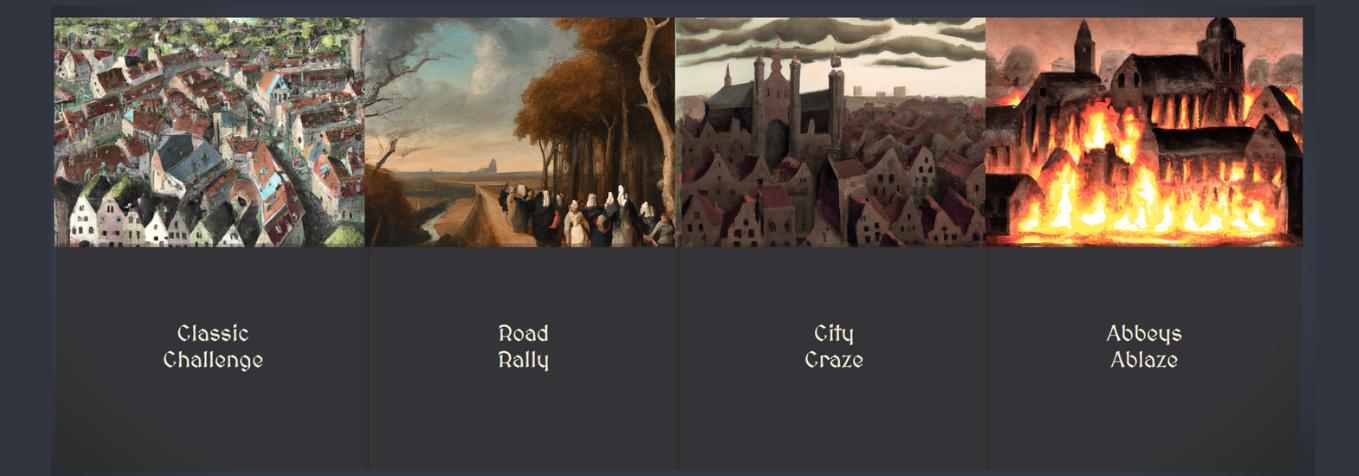 Classic
Challenge
Road
Rally
City
Craze
Abbeys
Ablaze